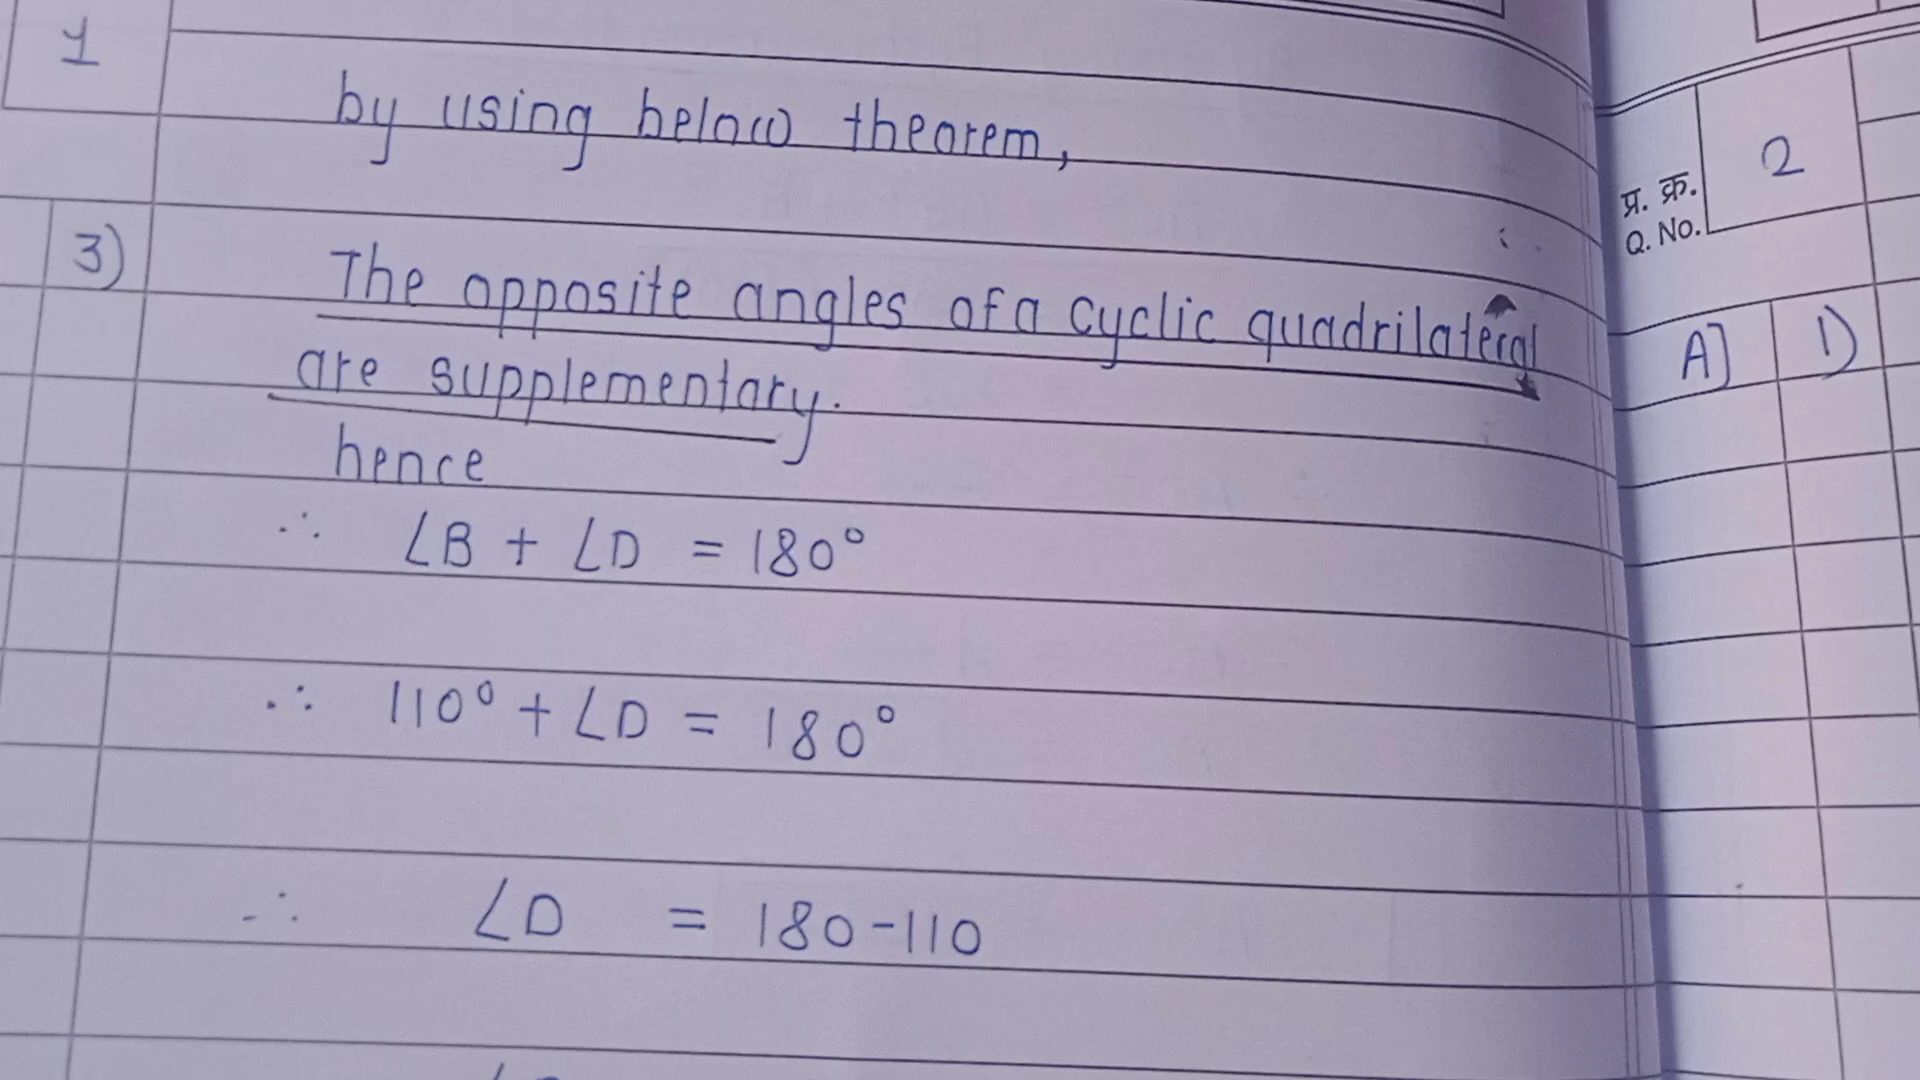 1
by using below theorem,
3) The opposite angles of a cyclic quadrilateral
are supplementary.
hence
∴ ∠B + ∠D = 180°
∴ 110° + ∠D = 180°
∴ ∠D = 180-110
प्र. क्र.
Q. No.
2
A] 1)